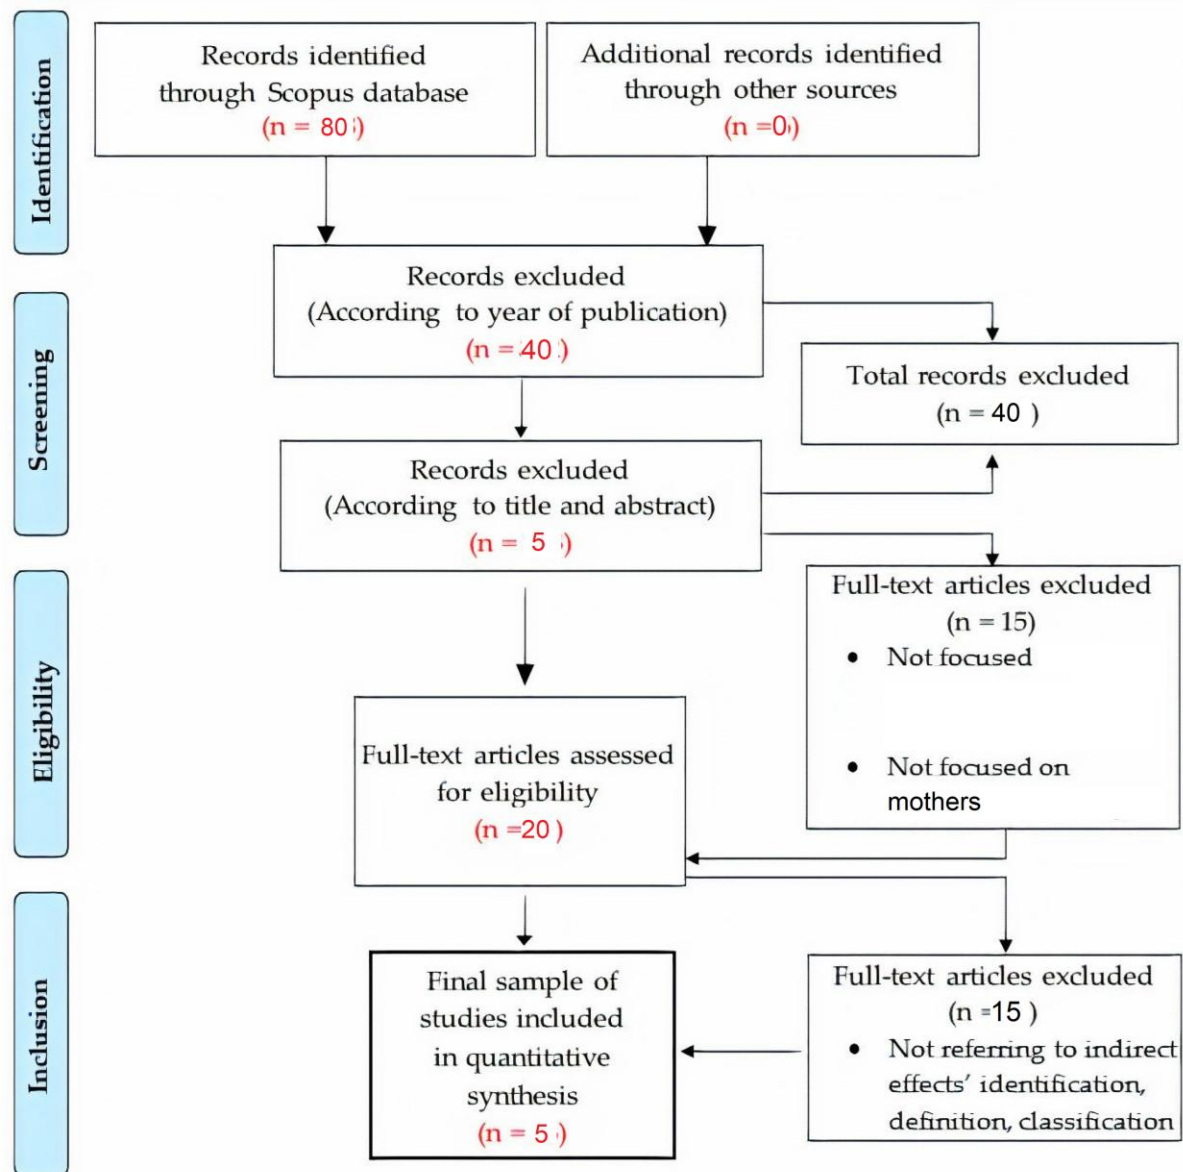 Identification
Records identified
through Scopus database
(n = 80)
Additional records identified
through other sources
(n =0)
Records excluded
(According to year of publication)
(n = 40 )
Screening
Total records excluded
(n = 40 )
Records excluded
(According to title and abstract)
(n = 5 )
Eligibility
Full-text articles excluded
(n = 15)
• Not focused
• Not focused on
mothers
Full-text articles assessed
for eligibility
(n =20 )
Inclusion
Final sample of
studies included
in quantitative
synthesis
(n = 5 )
Full-text articles excluded
(n =15 )
• Not referring to indirect
effects’ identification,
definition, classification